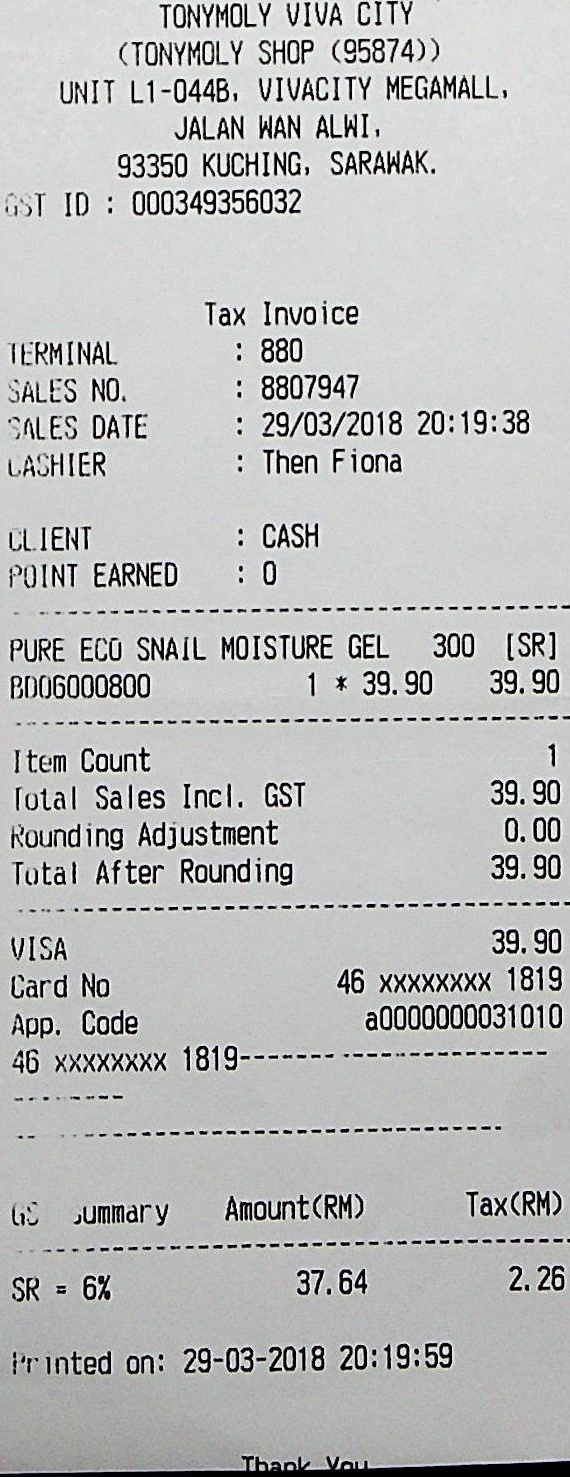 TONYMOLY VIVA CITY
(TONYMOLY SHOP (95874))
UNIT L1-044B, VIVACITY MEGAMALL,
JALAN WAN ALWI,
93350 KUCHING, SARAWAK.
GST ID : 000349356032
Tax Invoice
TERMINAL : 880
SALES NO. : 8807947
SALES DATE : 29/03/2018 20:19:38
CASHIER : Then Fiona
CLIENT : CASH
POINT EARNED : 0
PURE ECO SNAIL MOISTURE GEL 300 [SR]
BD06000800 1 * 39.90 39.90
Item Count 1
Total Sales Incl. GST 39.90
Rounding Adjustment 0.00
Total After Rounding 39.90
VISA 39.90
Card No 46 xxxxxxxx 1819
App. Code a0000000031010
46 xxxxxxxx 1819
GS Summary Amount(RM) Tax(RM)
SR = 6% 37.64 2.26
Printed on: 29-03-2018 20:19:59
Thank You